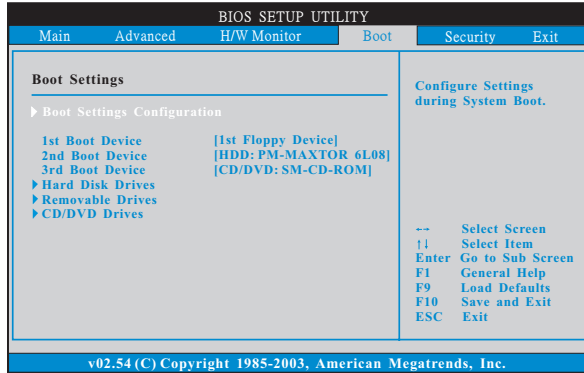 BIOS SETUP UTILITY
Main Advanced H/W Monitor Boot Security Exit
Boot Settings
Boot Settings Configuration
1st Boot Device [1st Floppy Device]
2nd Boot Device [HDD: PM-MAXTOR 6L08]
3rd Boot Device [CD/DVD: SM-CD-ROM]
Hard Disk Drives
Removable Drives
CD/DVD Drives
Configure Settings
during System Boot.
←→ Select Screen
↑↓ Select Item
Enter Go to Sub Screen
F1 General Help
F9 Load Defaults
F10 Save and Exit
ESC Exit
v02.54 (C) Copyright 1985-2003, American Megatrends, Inc.